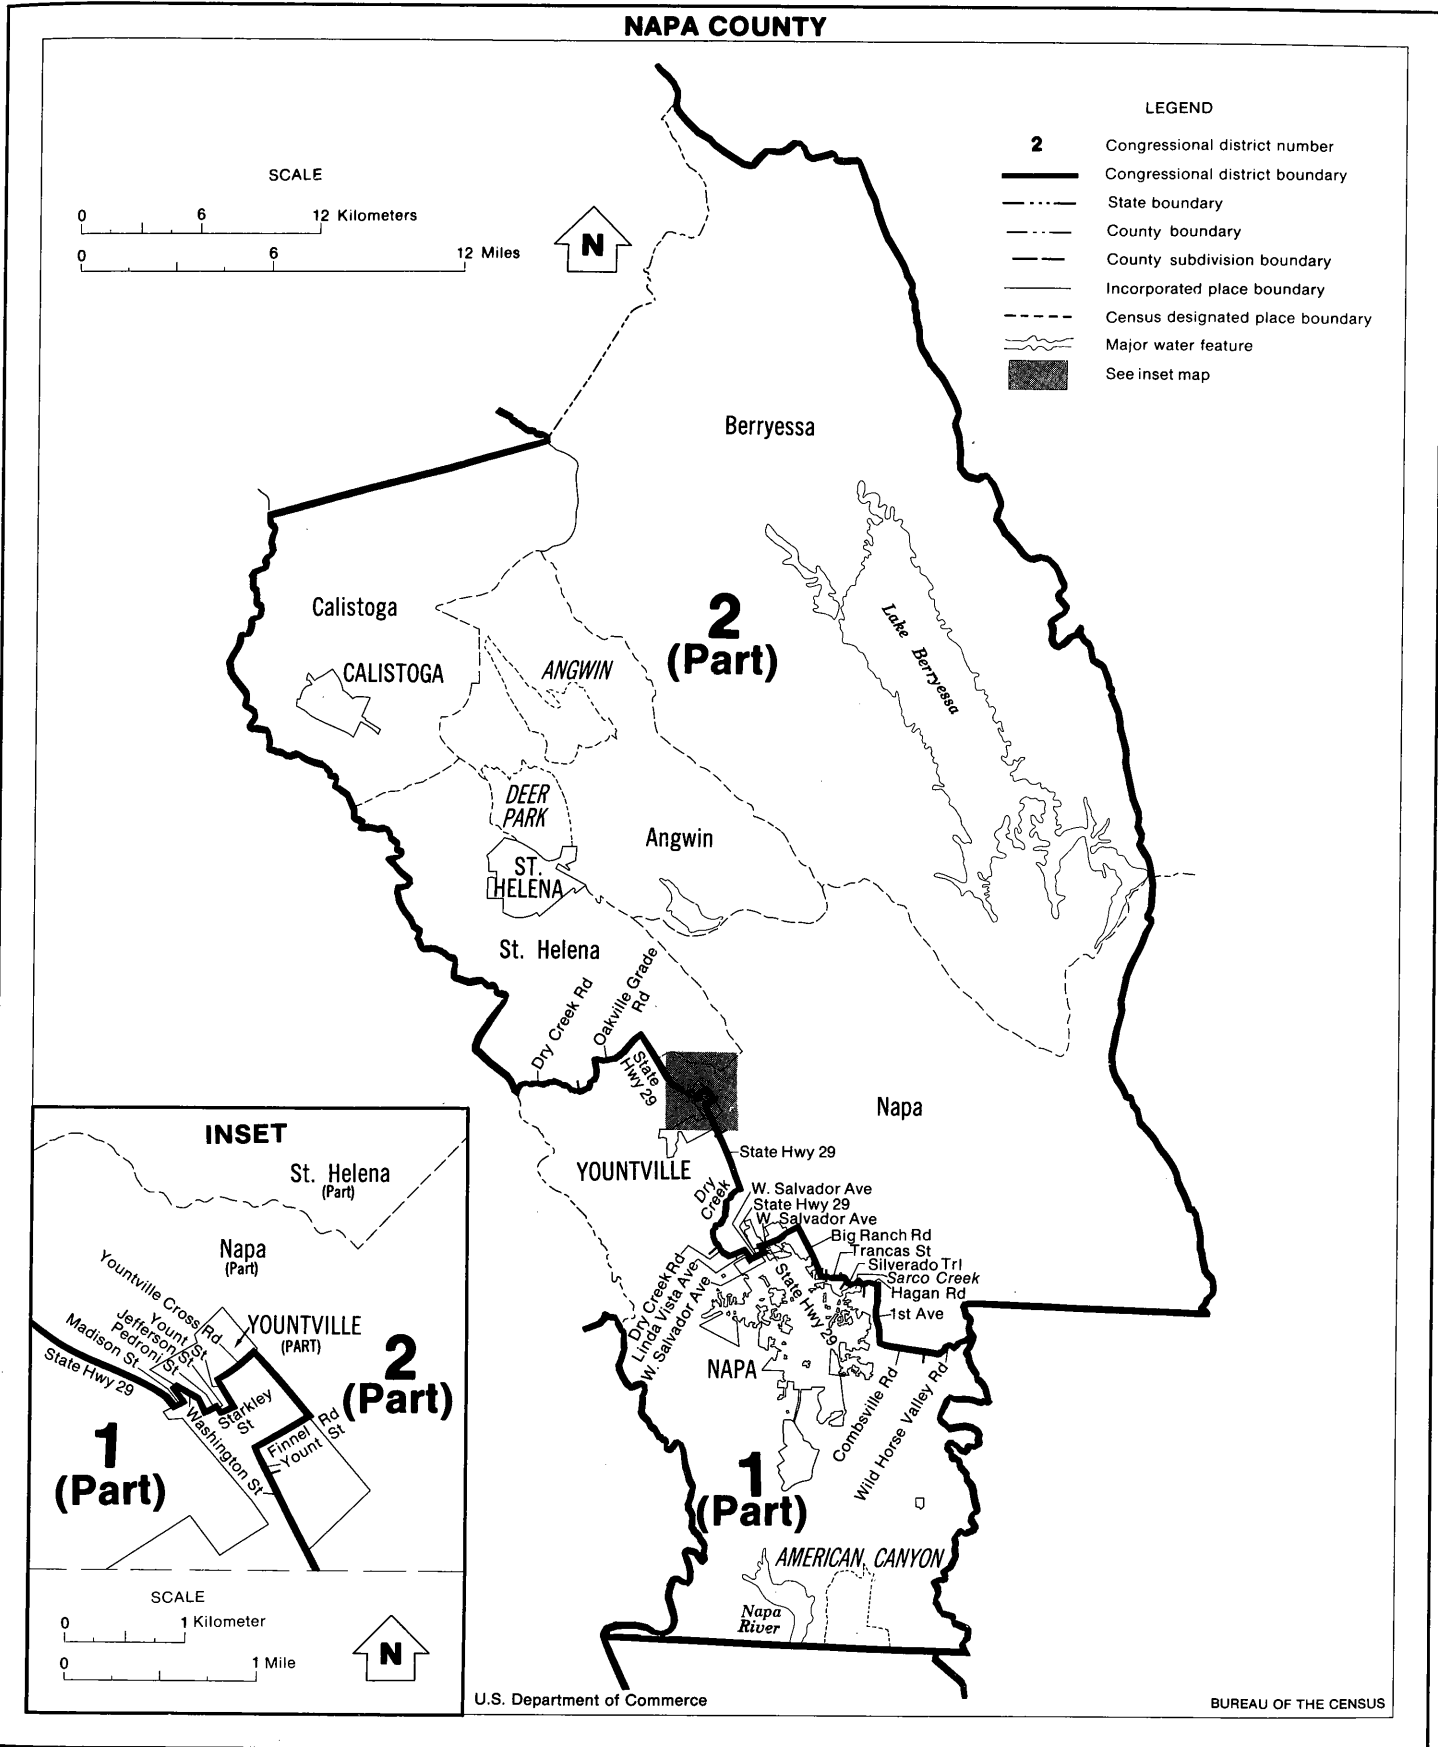 NAPA COUNTY
LEGEND
2 Congressional district number
Congressional district boundary
State boundary
County boundary
County subdivision boundary
Incorporated place boundary
Census designated place boundary
Major water feature
See inset map
SCALE
0 6 12 Kilometers
0 6 12 Miles
N
Berryessa
Calistoga
CALISTOGA
2
(Part)
ANGWIN
Lake Berryessa
DEER
PARK
Angwin
ST.
HELENA
St. Helena
Dry Creek Rd
Oakville Grade
Rd
State
Hwy 29
Napa
YOUNTVILLE
State Hwy 29
Dry
Creek
W. Salvador Ave
State Hwy 29
W. Salvador Ave
Big Ranch Rd
Trancas St
Silverado Trl
Sarco Creek
Hagan Rd
1st Ave
Dry Creek Rd
Linda Vista Ave
W. Salvador Ave
State Hwy 29
NAPA
Combsville Rd
Wild Horse Valley Rd
1
(Part)
AMERICAN CANYON
Napa
River
INSET
St. Helena
(Part)
Napa
(Part)
Yountville Cross Rd
Yount St
Jefferson St
Pedroni St
Madison St
State Hwy 29
YOUNTVILLE
(PART)
2
(Part)
Starkley
St
Washington St
Finnel Rd
Yount St
1
(Part)
SCALE
0 1 Kilometer
0 1 Mile
N
U.S. Department of Commerce
BUREAU OF THE CENSUS